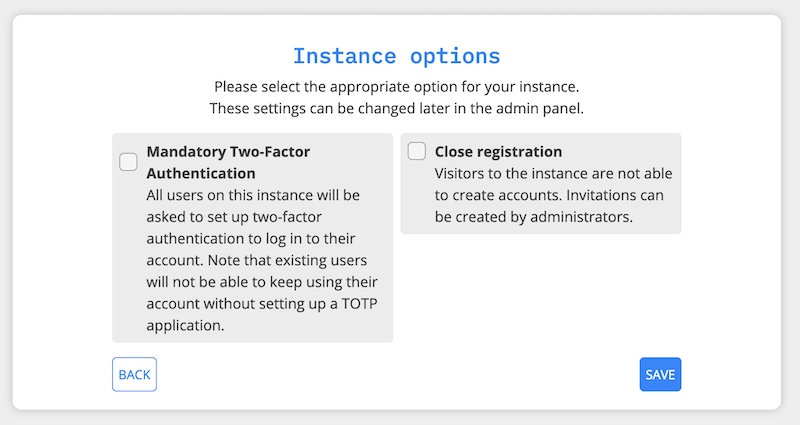 Instance options
Please select the appropriate option for your instance.
These settings can be changed later in the admin panel.
Mandatory Two-Factor
Authentication
All users on this instance will be
asked to set up two-factor
authentication to log in to their
account. Note that existing users
will not be able to keep using their
account without setting up a TOTP
application.
Close registration
Visitors to the instance are not able
to create accounts. Invitations can
be created by administrators.
BACK
SAVE